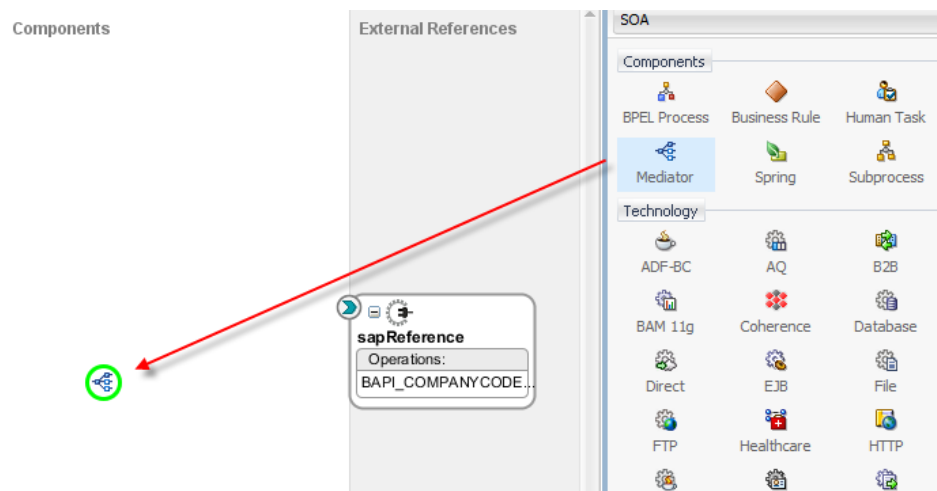 Components
External References
sapReference
Operations:
BAPI_COMPANYCODE...
SOA
Components
BPEL Process
Business Rule
Human Task
Mediator
Spring
Subprocess
Technology
ADF-BC
AQ
B2B
BAM 11g
Coherence
Database
Direct
EJB
File
FTP
Healthcare
HTTP